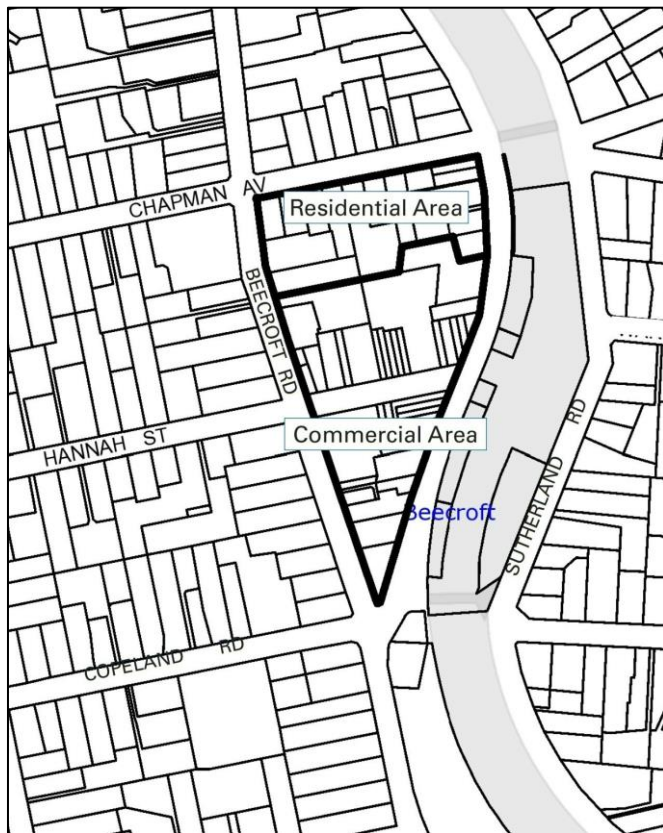 CHAPMAN AV
Residential Area
BEECROFT RD
HANNAH ST
Commercial Area
Beecroft
SUTHERLAND RD
COPELAND RD